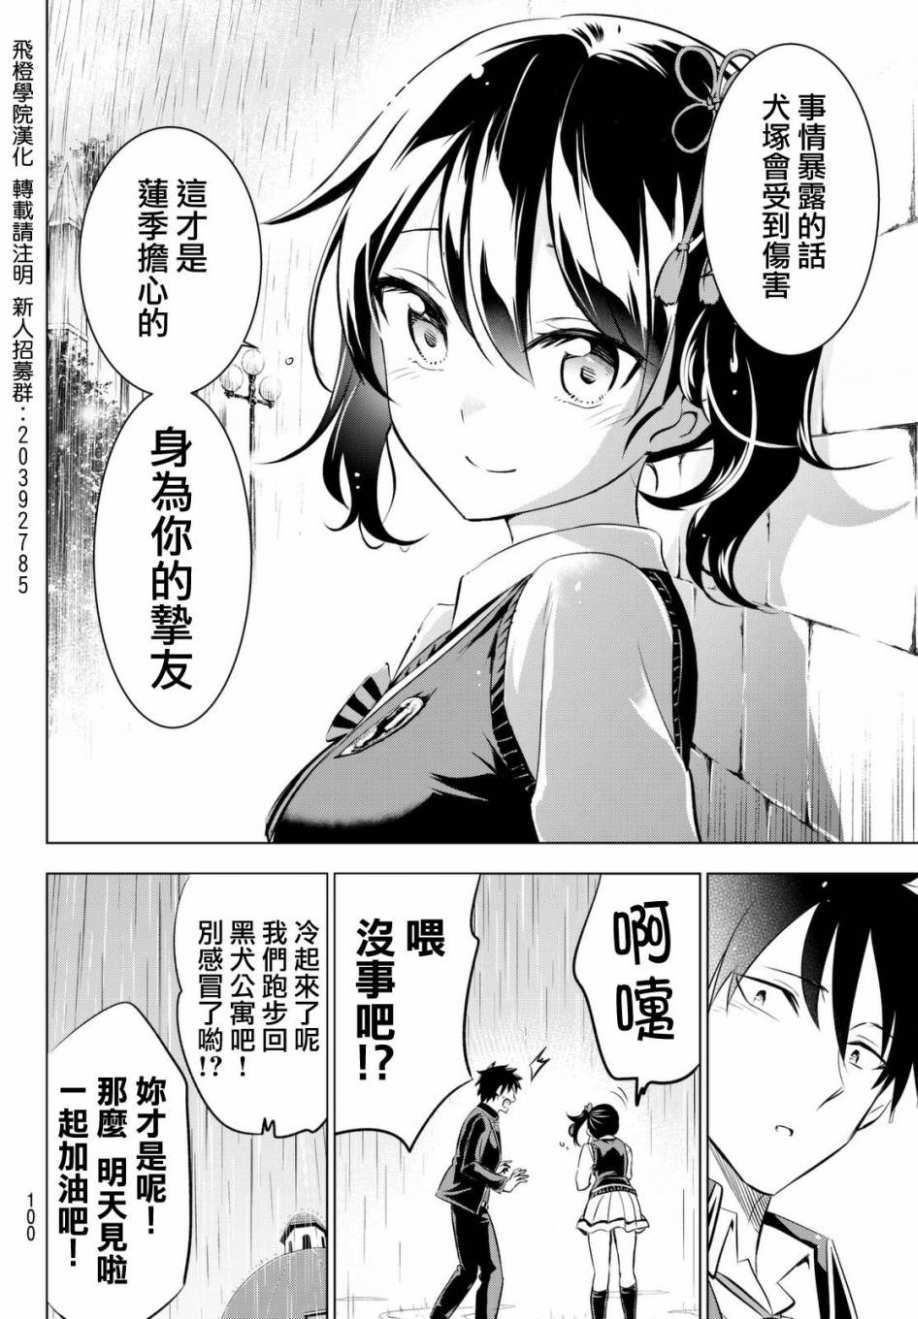 事情暴露的話
犬塚會受到傷害
這才是
蓮季擔心的
身為你的摯友
啊嚏
喂
沒事吧!?
冷起來了呢
我們跑步回
黑犬公寓吧!
別感冒了喲!?
妳才是呢!
那麼 明天見啦
一起加油吧!
飛橙學院漢化 轉載請注明 新人招募群:20392785
100